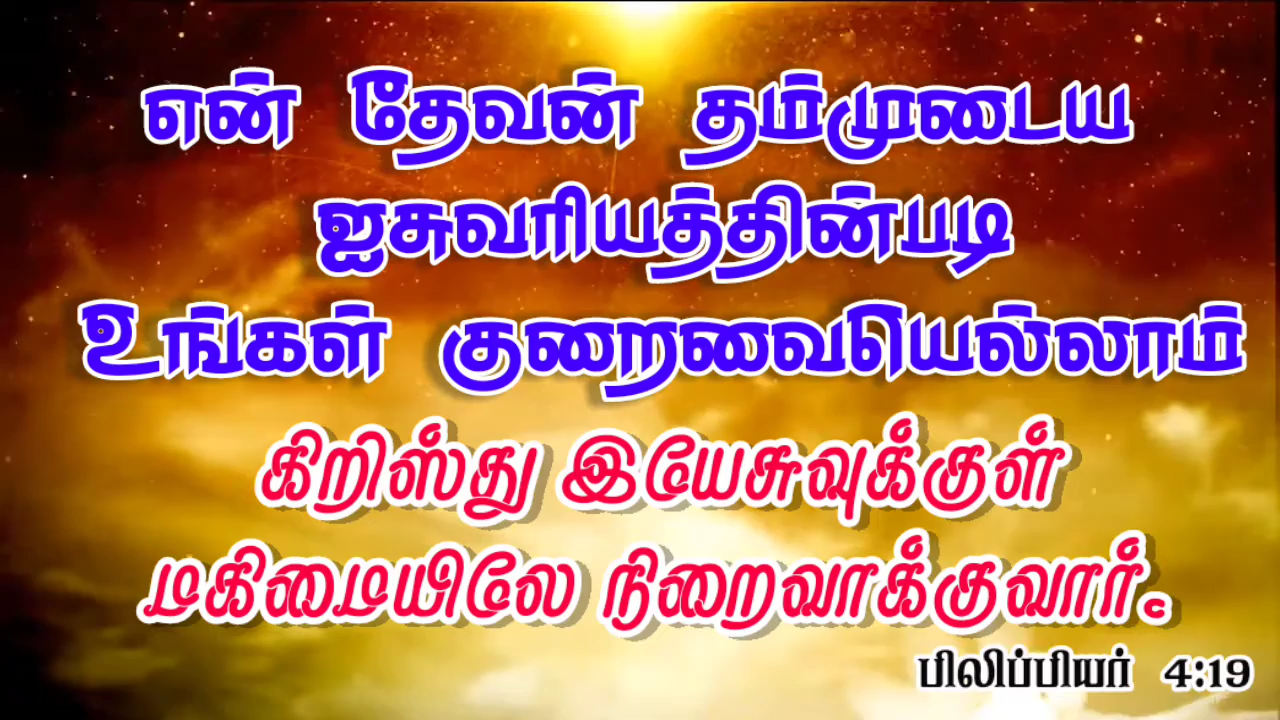 என் தேவன் தம்முடைய
ஐசுவரியத்தின்படி
உங்கள் குறைவையெல்லாம்
கிறிஸ்து இயேசுவுக்குள்
மகிமையிலே நிறைவாக்குவார்.
பிலிப்பியர் 4:19